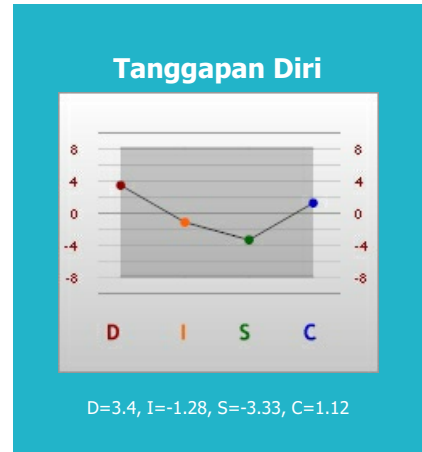 Tanggapan Diri
8 8
4 4
0 0
-4 -4
-8 -8
D I S C
D=3.4, I=-1.28, S=-3.33, C=1.12